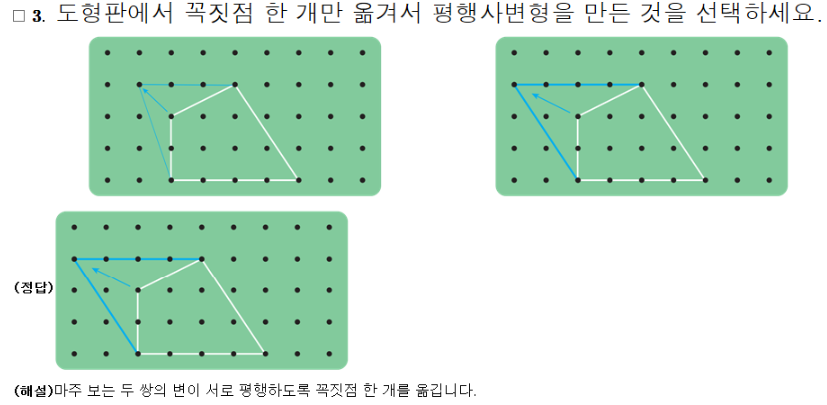 □ 3. 도형판에서 꼭짓점 한 개만 옮겨서 평행사변형을 만든 것을 선택하세요.
(정답)
(해설)마주 보는 두 쌍의 변이 서로 평행하도록 꼭짓점 한 개를 옮깁니다.